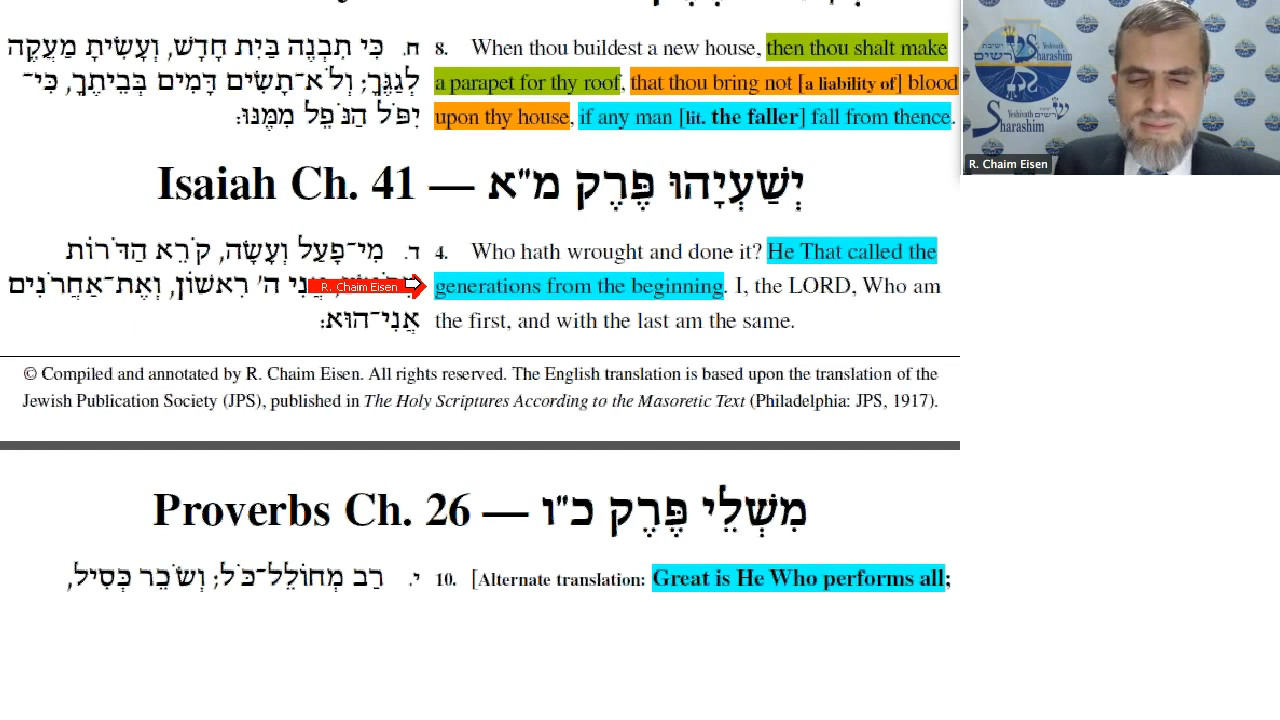 ח. כִּי תִבְנֶה בַּיִת חָדָשׁ, וְעָשִׂיתָ מַעֲקֶה
לְגַגֶּךָ; וְלֹא־תָשִׂים דָּמִים בְּבֵיתֶךָ, כִּי־
יִפֹּל הַנֹּפֵל מִמֶּנּוּ:
8. When thou buildest a new house, then thou shalt make
a parapet for thy roof, that thou bring not [a liability of] blood
upon thy house, if any man [lit. the faller] fall from thence.
Isaiah Ch. 41 — יְשַׁעְיָהוּ פֶּרֶק מ"א
ד. מִי־פָעַל וְעָשָׂה, קֹרֵא הַדֹּרוֹת
אֲנִי ה' רִאשׁוֹן, וְאֶת־אַחֲרֹנִים
אֲנִי־הוּא:
4. Who hath wrought and done it? He That called the
generations from the beginning. I, the LORD, Who am
the first, and with the last am the same.
R. Chaim Eisen
© Compiled and annotated by R. Chaim Eisen. All rights reserved. The English translation is based upon the translation of the
Jewish Publication Society (JPS), published in The Holy Scriptures According to the Masoretic Text (Philadelphia: JPS, 1917).
Proverbs Ch. 26 — מִשְׁלֵי פֶּרֶק כ"ו
י. רַב מְחוֹלֵל־כֹּל; וְשֹׂכֵר כְּסִיל,
10. [Alternate translation: Great is He Who performs all;
Yeshivath
Sharashim
Yeshivath
Sharashim
R. Chaim Eisen